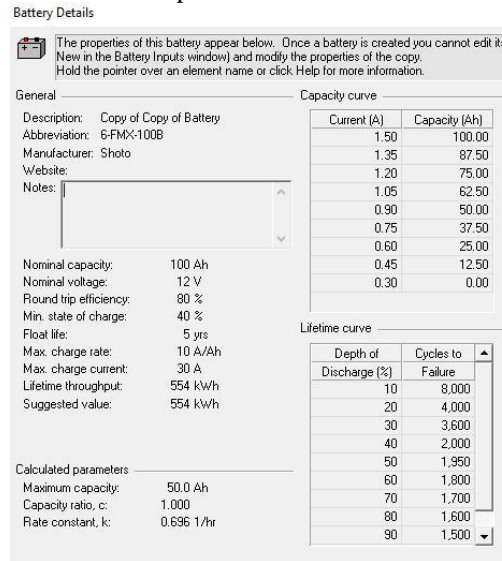 Battery Details
The properties of this battery appear below. Once a battery is created you cannot edit it:
New in the Battery Inputs window) and modify the properties of the copy.
Hold the pointer over an element name or click Help for more information.
General
Description: Copy of Copy of Battery
Abbreviation: 6-FMX-100B
Manufacturer: Shoto
Website:
Notes:
Nominal capacity: 100 Ah
Nominal voltage: 12 V
Round trip efficiency: 80 %
Min. state of charge: 40 %
Float life: 5 yrs
Max. charge rate: 10 A/Ah
Max. charge current: 30 A
Lifetime throughput: 554 kWh
Suggested value: 554 kWh
Calculated parameters
Maximum capacity: 50.0 Ah
Capacity ratio, c: 1.000
Rate constant, k: 0.696 1/hr
Capacity curve
Current (A) Capacity (Ah)
1.50 100.00
1.35 87.50
1.20 75.00
1.05 62.50
0.90 50.00
0.75 37.50
0.60 25.00
0.45 12.50
0.30 0.00
Lifetime curve
Depth of Cycles to
Discharge (%) Failure
10 8,000
20 4,000
30 3,600
40 2,000
50 1,950
60 1,800
70 1,700
80 1,600
90 1,500